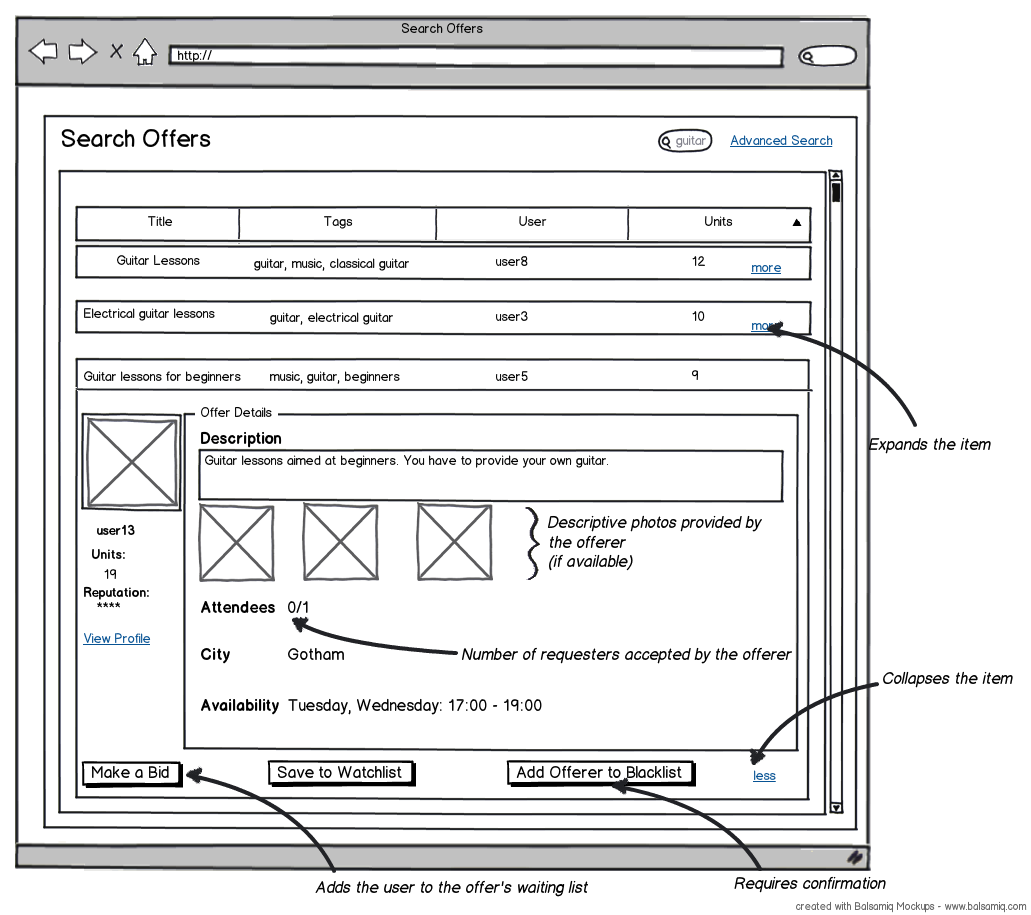 Search Offers
http://
Search Offers
guitar
Advanced Search
Title Tags User Units ▲
Guitar Lessons guitar, music, classical guitar user8 12 more
Electrical guitar lessons guitar, electrical guitar user3 10
Expands the item
Guitar lessons for beginners music, guitar, beginners user5 9
Offer Details
Description
Guitar lessons aimed at beginners. You have to provide your own guitar.
Descriptive photos provided by
the offerer
(if available)
user13
Units:
19
Reputation:
****
View Profile
Attendees 0/1
Number of requesters accepted by the offerer
City Gotham
Collapses the item
Availability Tuesday, Wednesday: 17:00 - 19:00
Make a Bid Save to Watchlist Add Offerer to Blacklist less
Adds the user to the offer's waiting list
Requires confirmation
created with Balsamiq Mockups - www.balsamiq.com